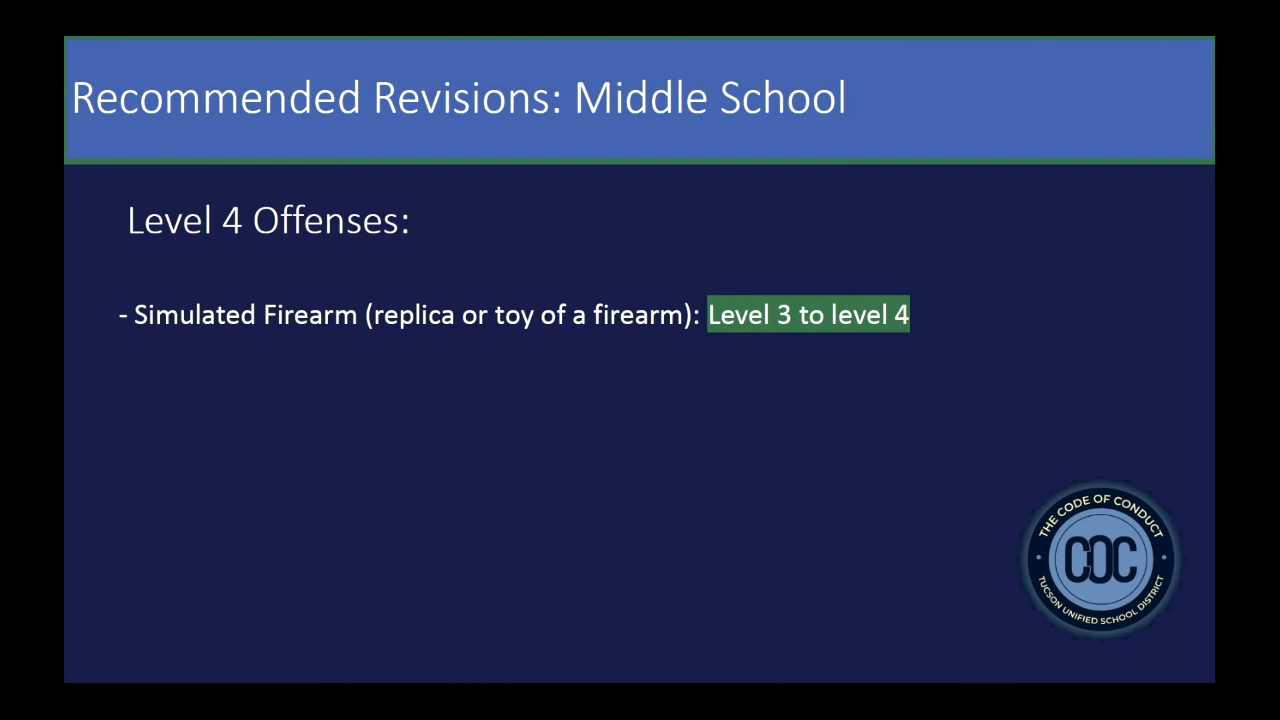 Recommended Revisions: Middle School
Level 4 Offenses:
- Simulated Firearm (replica or toy of a firearm): Level 3 to level 4
THE CODE OF CONDUCT
COC
TUCSON UNIFIED SCHOOL DISTRICT